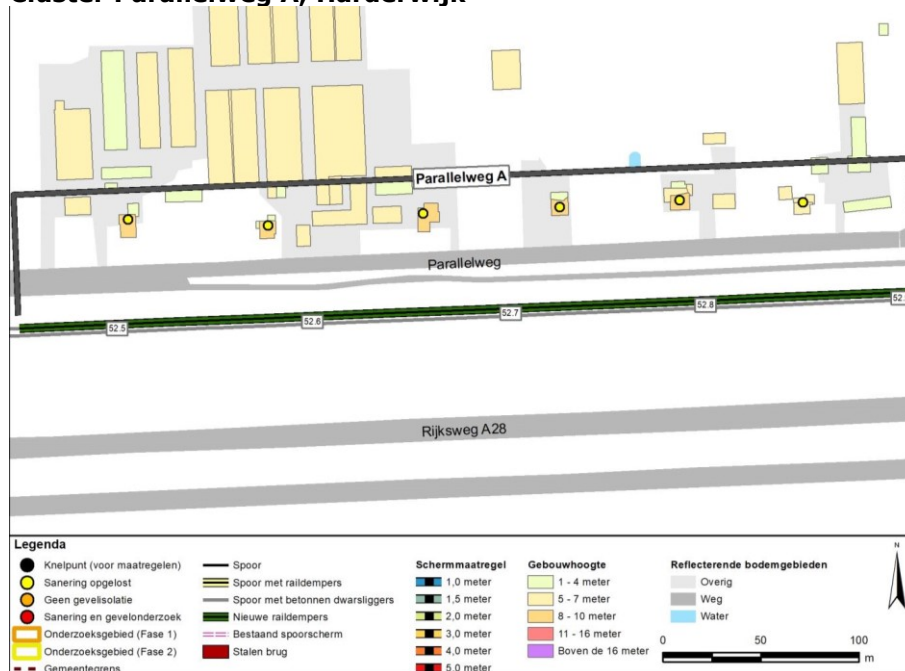 Cluster Parallelweg A, Harderwijk
Parallelweg A
Parallelweg
52.5
52.6
52.7
52.8
52.
Rijksweg A28
Legenda
Knelpunt (voor maatregelen)
Sanering opgelost
Geen gevelisolatie
Sanering en gevelonderzoek
Onderzoeksgebied (Fase 1)
Onderzoeksgebied (Fase 2)
Gemeentegrens
Spoor
Spoor met raildempers
Spoor met betonnen dwarsliggers
Nieuwe raildempers
Bestaand spoorscherm
Stalen brug
Schermmaatregel
1,0 meter
1,5 meter
2,0 meter
3,0 meter
4,0 meter
5,0 meter
Gebouwhoogte
1 - 4 meter
5 - 7 meter
8 - 10 meter
11 - 16 meter
Boven de 16 meter
Reflecterende bodemgebieden
Overig
Weg
Water
N
0 50 100
m